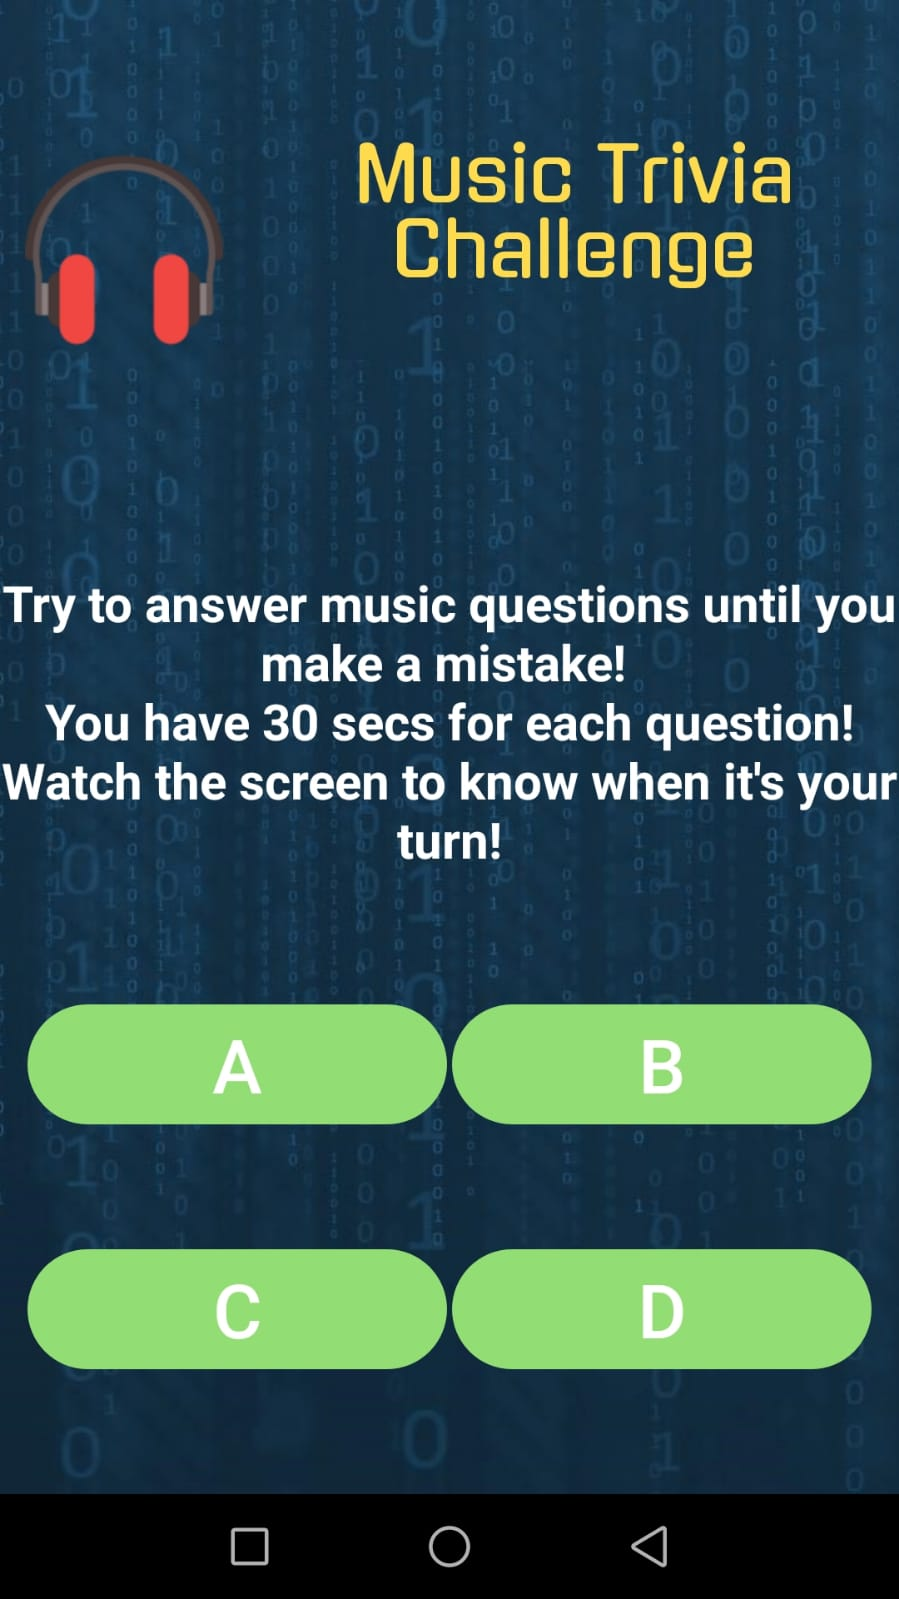 Music Trivia
Challenge
Try to answer music questions until you
make a mistake!
You have 30 secs for each question!
Watch the screen to know when it's your
turn!
A
B
C
D